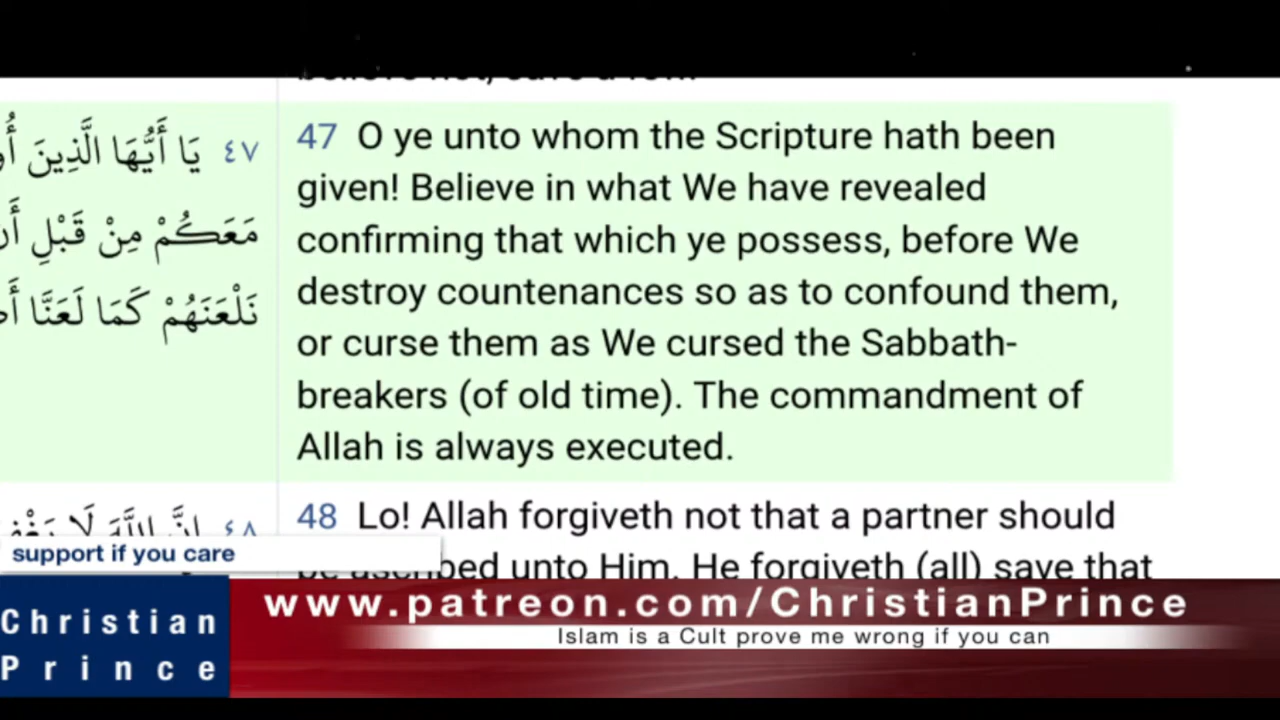 47 O ye unto whom the Scripture hath been
given! Believe in what We have revealed
confirming that which ye possess, before We
destroy countenances so as to confound them,
or curse them as We cursed the Sabbath-
breakers (of old time). The commandment of
Allah is always executed.
٤٧ يَا أَيُّهَا الَّذِينَ
مَعَكُمْ مِنْ قَبْلِ
نَلْعَنَهُمْ كَمَا لَعَنَّا
48 Lo! Allah forgiveth not that a partner should
be ascribed unto Him. He forgiveth (all) save that
٤٨ إِنَّ اللَّهَ لَا
support if you care
Christian
Prince
www.patreon.com/ChristianPrince
Islam is a Cult prove me wrong if you can